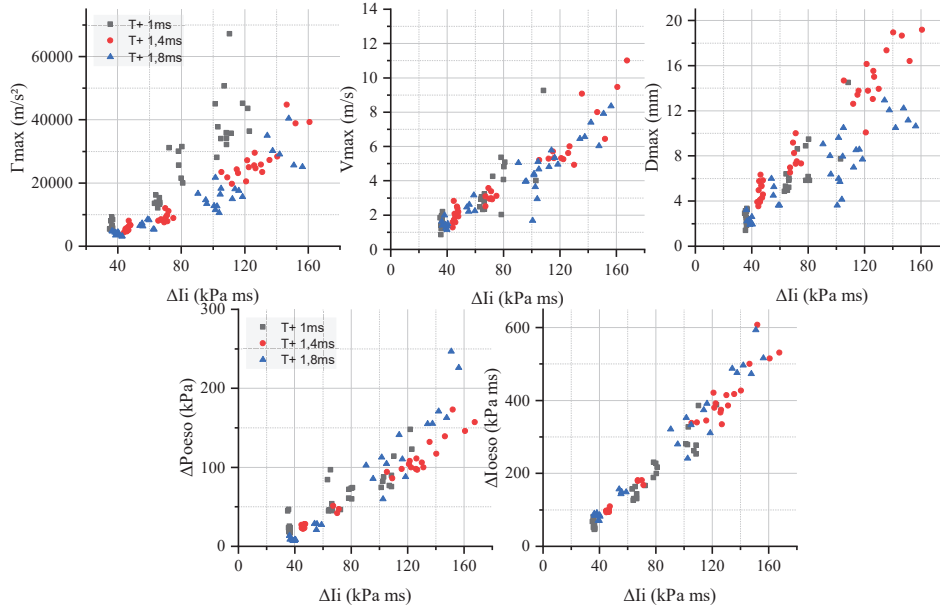 Γmax (m/s²)
60000
40000
20000
0
40 80 120 160
ΔIi (kPa ms)
T+ 1ms
T+ 1,4ms
T+ 1,8ms
Vmax (m/s)
14
12
10
8
6
4
2
0
0 40 80 120 160
ΔIi (kPa ms)
Dmax (mm)
20
16
12
8
4
0
0 40 80 120 160
ΔIi (kPa ms)
ΔPoeso (kPa)
300
200
100
0
0 40 80 120 160
ΔIi (kPa ms)
T+ 1ms
T+ 1,4ms
T+ 1,8ms
ΔIoeso (kPa ms)
600
400
200
0
0 40 80 120 160
ΔIi (kPa ms)